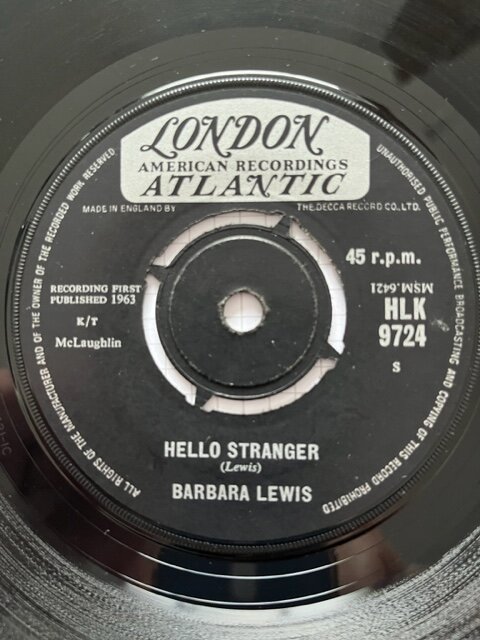 LONDON
AMERICAN RECORDINGS
ATLANTIC
MADE IN ENGLAND BY THE DECCA RECORD CO., LTD.
ALL RIGHTS OF THE MANUFACTURER AND OF THE OWNER OF THE RECORDED WORK RESERVED
UNAUTHORISED PUBLIC PERFORMANCE BROADCASTING AND COPYING OF THIS RECORD PROHIBITED
45 r.p.m.
RECORDING FIRST
PUBLISHED 1963
K/T
McLaughlin
MSM.6421
HLK
9724
S
HELLO STRANGER
(Lewis)
BARBARA LEWIS